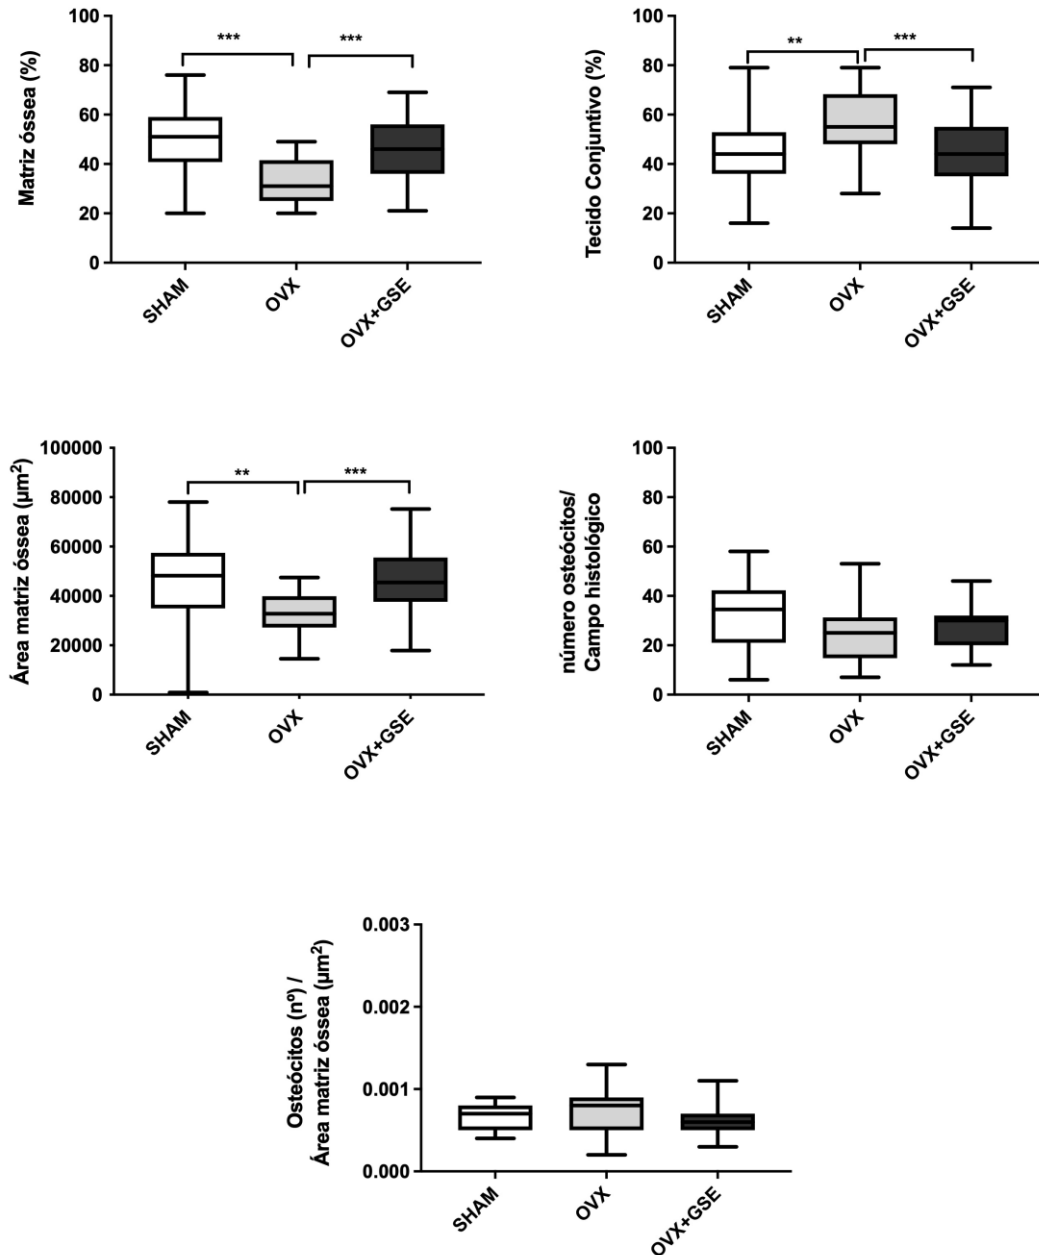 Matriz óssea (%)
100
80
60
40
20
0
***
***
SHAM
OVX
OVX+GSE
Tecido Conjuntivo (%)
100
80
60
40
20
0
**
***
SHAM
OVX
OVX+GSE
Área matriz óssea (µm²)
100000
80000
60000
40000
20000
0
**
***
SHAM
OVX
OVX+GSE
número osteócitos/
Campo histológico
100
80
60
40
20
0
SHAM
OVX
OVX+GSE
Osteócitos (nº) /
Área matriz óssea (µm²)
0.003
0.002
0.001
0.000
SHAM
OVX
OVX+GSE